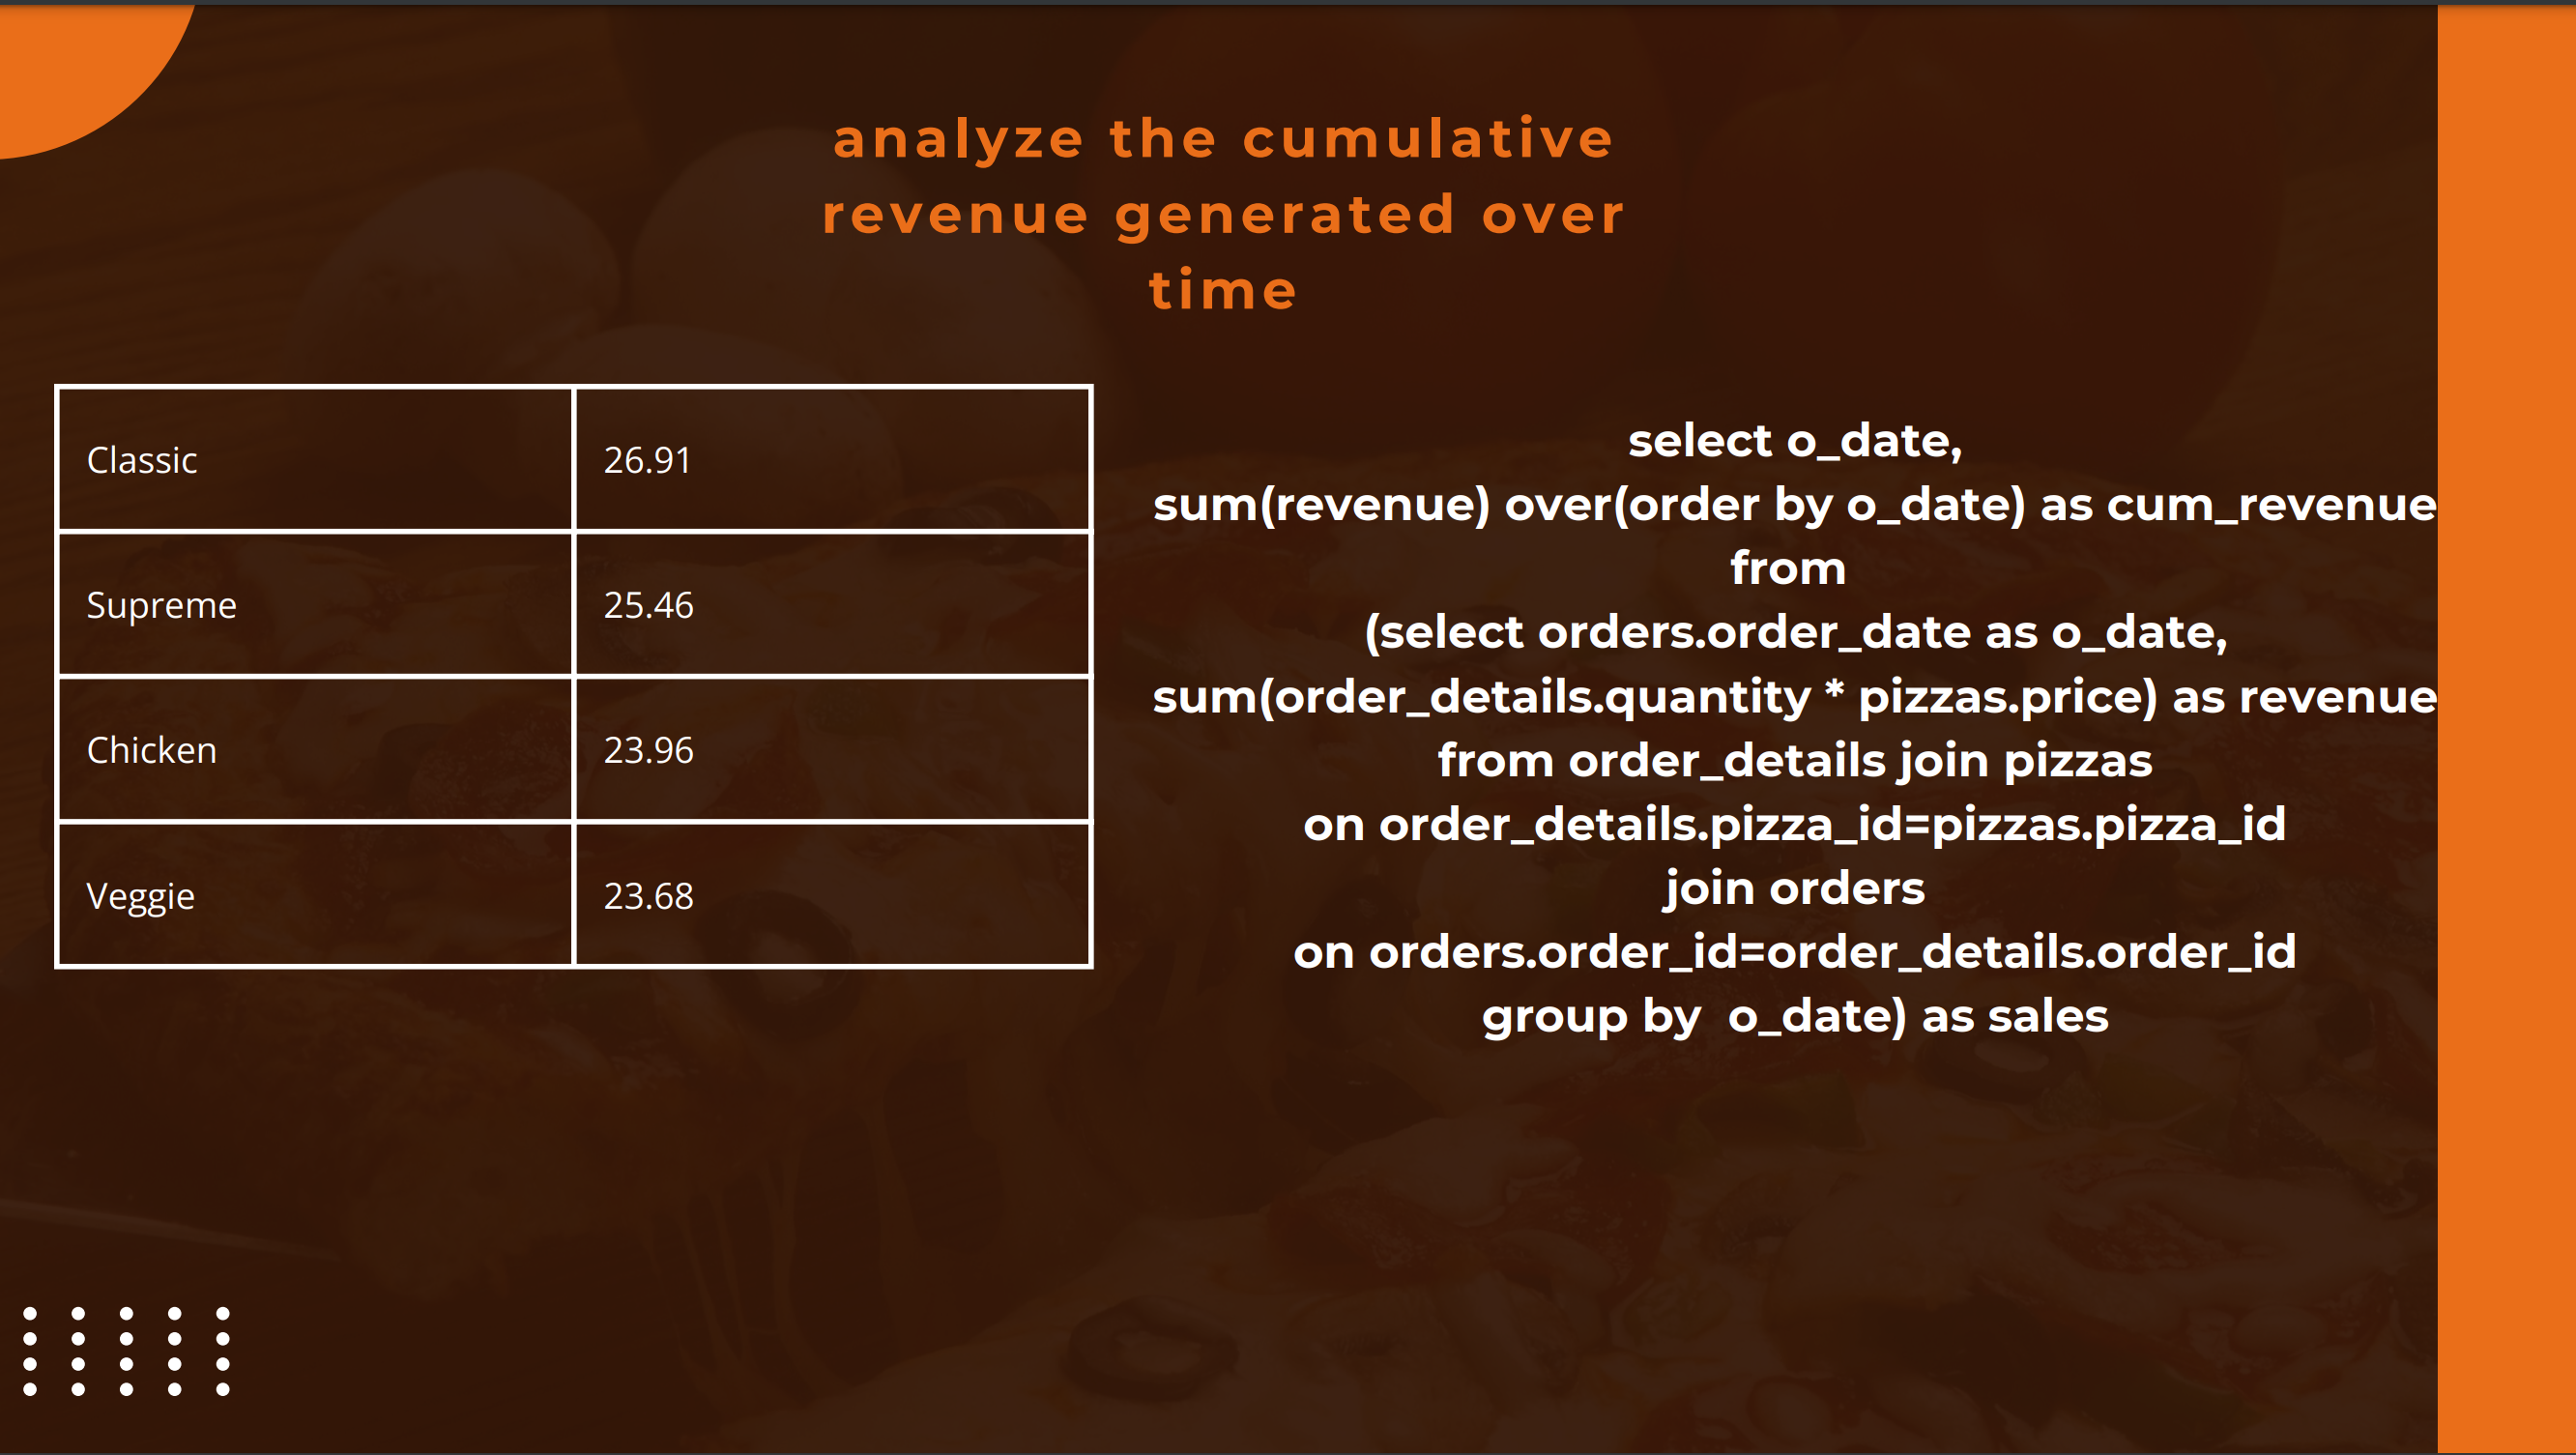 analyze the cumulative
revenue generated over
time
Classic 26.91
Supreme 25.46
Chicken 23.96
Veggie 23.68
select o_date,
sum(revenue) over(order by o_date) as cum_revenue
from
(select orders.order_date as o_date,
sum(order_details.quantity * pizzas.price) as revenue
from order_details join pizzas
on order_details.pizza_id=pizzas.pizza_id
join orders
on orders.order_id=order_details.order_id
group by  o_date) as sales